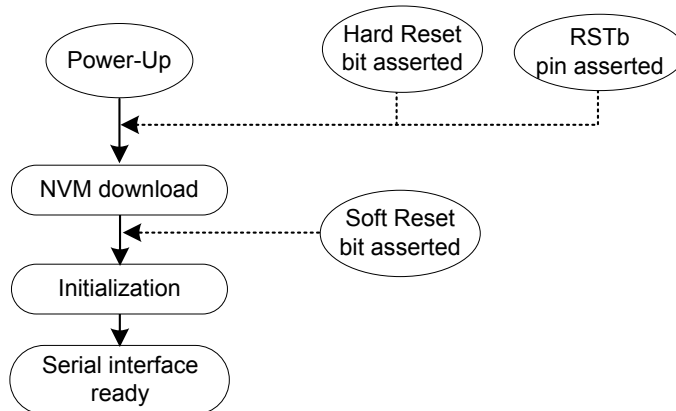 Power-Up
Hard Reset
bit asserted
RSTb
pin asserted
NVM download
Soft Reset
bit asserted
Initialization
Serial interface
ready